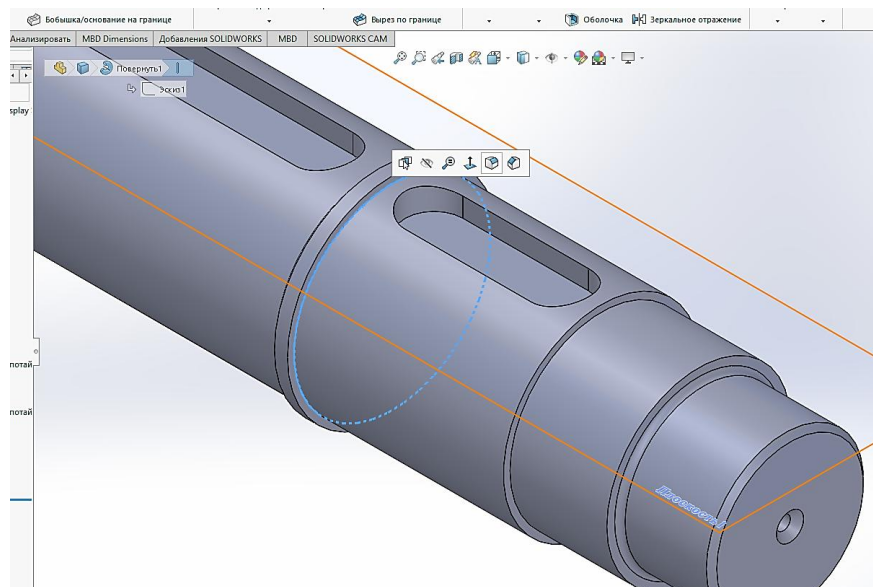 Бобышка/основание на границе
Вырез по границе
Оболочка
Зеркальное отражение
Анализировать
MBD Dimensions
Добавления SOLIDWORKS
MBD
SOLIDWORKS CAM
Повернуть1
Эскиз1
splay
потай
потай